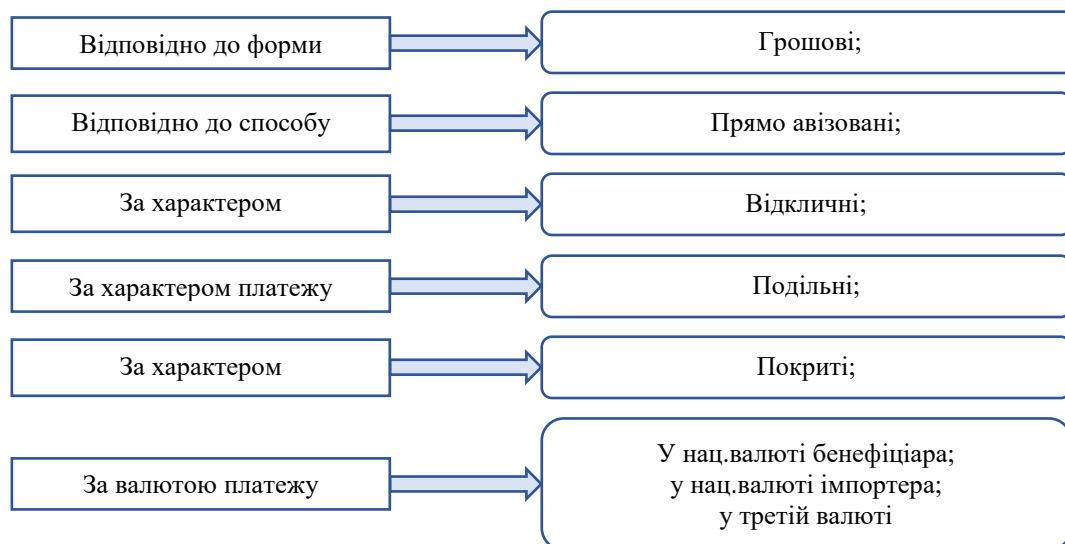 Відповідно до форми
Грошові;
Відповідно до способу
Прямо авізовані;
За характером
Відкличні;
За характером платежу
Подільні;
За характером
Покриті;
За валютою платежу
У нац.валюті бенефіціара;
у нац.валюті імпортера;
у третій валюті